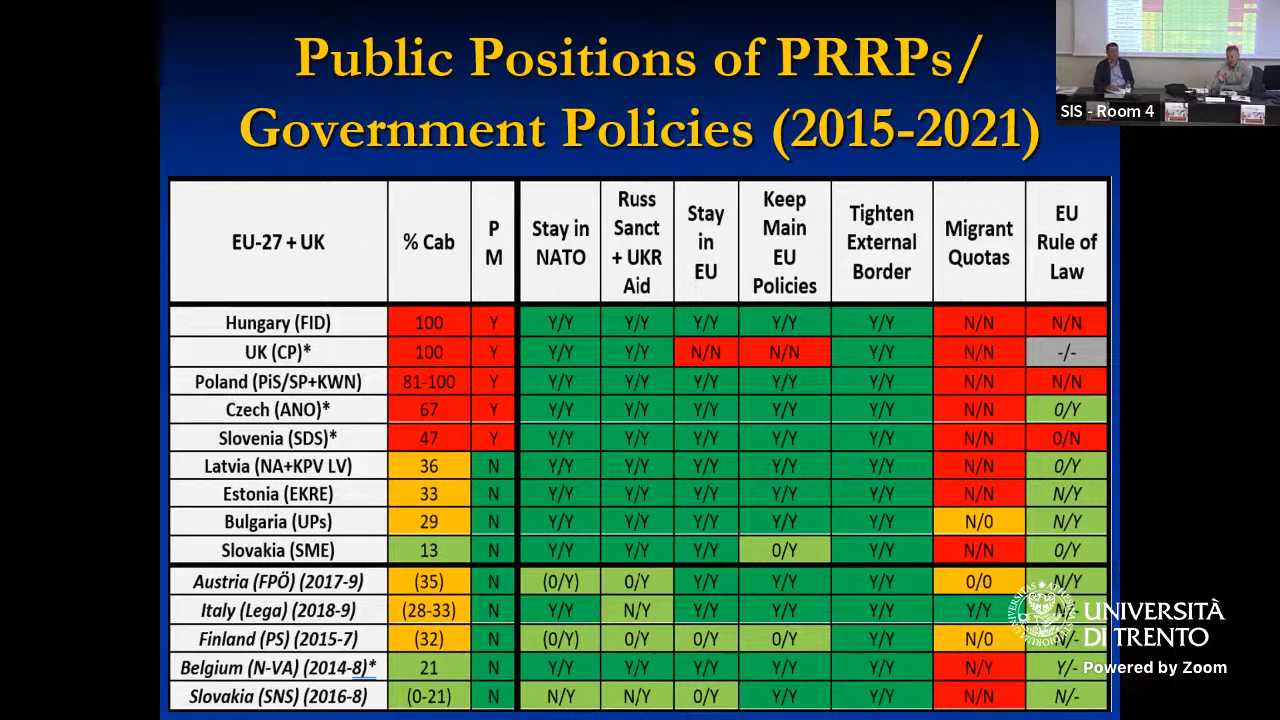 Public Positions of PRRPs/
Government Policies (2015-2021)
SIS - Room 4
EU-27 + UK % Cab P M Stay in NATO Russ Sanct + UKR Aid Stay in EU Keep Main EU Policies Tighten External Border Migrant Quotas EU Rule of Law
Hungary (FID) 100 Y Y/Y Y/Y Y/Y Y/Y Y/Y N/N N/N
UK (CP)* 100 Y Y/Y Y/Y N/N N/N Y/Y N/N -/-
Poland (PiS/SP+KWN) 81-100 Y Y/Y Y/Y Y/Y Y/Y Y/Y N/N N/N
Czech (ANO)* 67 Y Y/Y Y/Y Y/Y Y/Y Y/Y N/N 0/Y
Slovenia (SDS)* 47 Y Y/Y Y/Y Y/Y Y/Y Y/Y N/N 0/N
Latvia (NA+KPV LV) 36 N Y/Y Y/Y Y/Y Y/Y Y/Y N/N 0/Y
Estonia (EKRE) 33 N Y/Y Y/Y Y/Y Y/Y Y/Y N/N N/Y
Bulgaria (UPs) 29 N Y/Y Y/Y Y/Y Y/Y Y/Y N/0 N/Y
Slovakia (SME) 13 N Y/Y Y/Y Y/Y 0/Y Y/Y N/N 0/Y
Austria (FPÖ) (2017-9) (35) N (0/Y) 0/Y Y/Y Y/Y Y/Y 0/0 N/Y
Italy (Lega) (2018-9) (28-33) N Y/Y N/Y Y/Y Y/Y Y/Y Y/Y
Finland (PS) (2015-7) (32) N (0/Y) 0/Y 0/Y 0/Y Y/Y N/0
Belgium (N-VA) (2014-8)* 21 N Y/Y Y/Y Y/Y Y/Y Y/Y N/Y Y/-
Slovakia (SNS) (2016-8) (0-21) N N/Y N/Y 0/Y Y/Y Y/Y N/N N/-
UNIVERSITÀ
DI TRENTO
Powered by Zoom